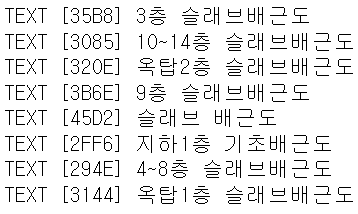 TEXT [35B8] 3층 슬래브배근도
TEXT [3085] 10~14층 슬래브배근도
TEXT [320E] 옥탑2층 슬래브배근도
TEXT [3B6E] 9층 슬래브배근도
TEXT [45D2] 슬래브 배근도
TEXT [2FF6] 지하1층 기초배근도
TEXT [294E] 4~8층 슬래브배근도
TEXT [3144] 옥탑1층 슬래브배근도